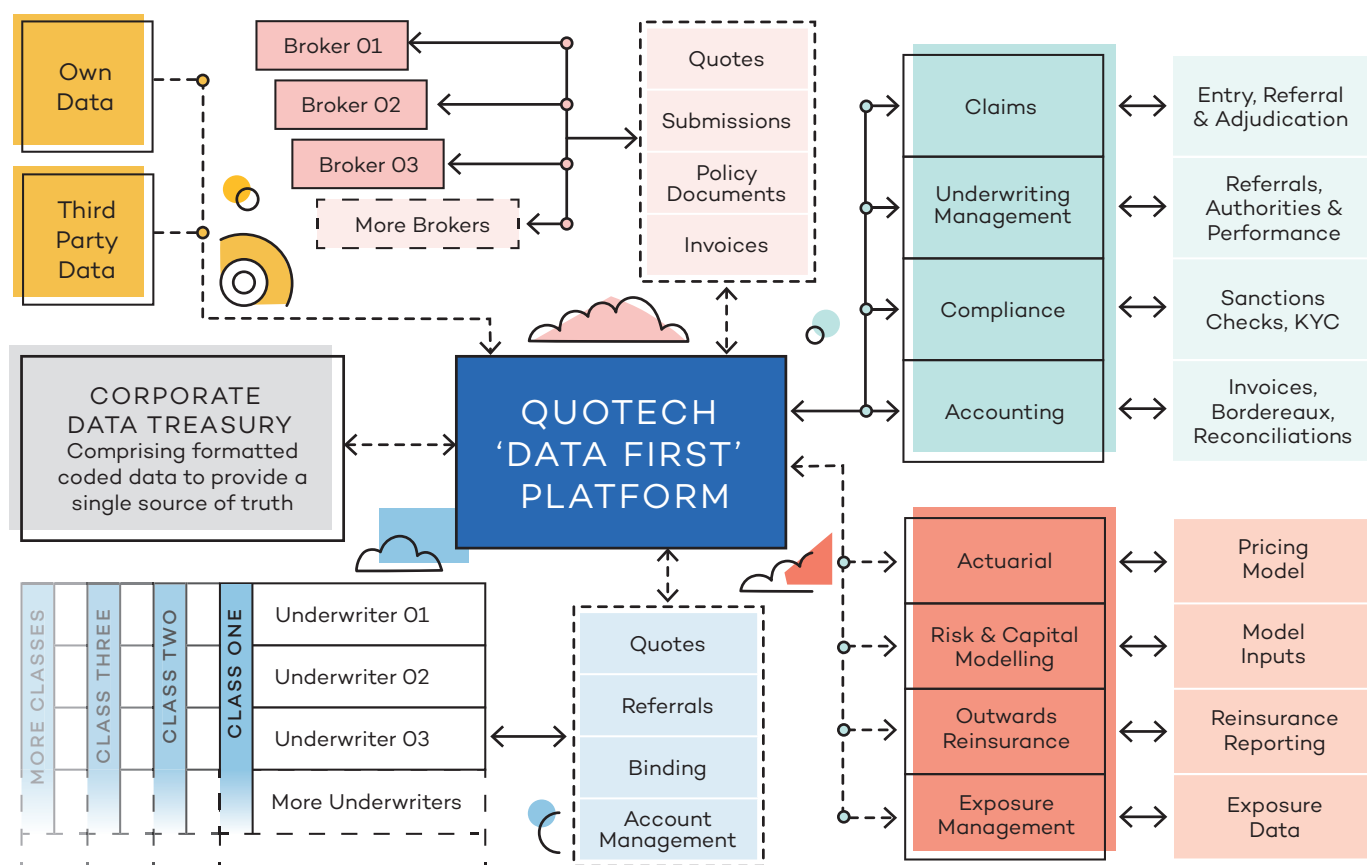 Own
Data
Third
Party
Data
Broker 01
Broker 02
Broker 03
More Brokers
Quotes
Submissions
Policy
Documents
Invoices
Claims
Underwriting
Management
Compliance
Accounting
Entry, Referral
& Adjudication
Referrals,
Authorities &
Performance
Sanctions
Checks, KYC
Invoices,
Bordereaux,
Reconciliations
CORPORATE
DATA TREASURY
Comprising formatted
coded data to provide a
single source of truth
QUOTECH
‘DATA FIRST’
PLATFORM
MORE CLASSES
CLASS THREE
CLASS TWO
CLASS ONE
Underwriter 01
Underwriter 02
Underwriter 03
More Underwriters
Quotes
Referrals
Binding
Account
Management
Actuarial
Risk & Capital
Modelling
Outwards
Reinsurance
Exposure
Management
Pricing
Model
Model
Inputs
Reinsurance
Reporting
Exposure
Data